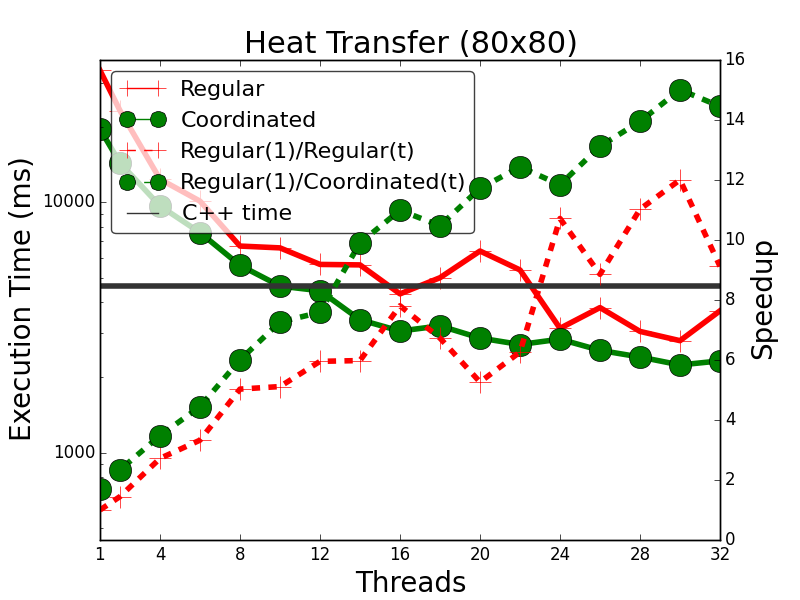 Heat Transfer (80x80)
Regular
Coordinated
Regular(1)/Regular(t)
Regular(1)/Coordinated(t)
C++ time
Execution Time (ms)
10000
1000
Speedup
16
14
12
10
8
6
4
2
0
1 4 8 12 16 20 24 28 32
Threads